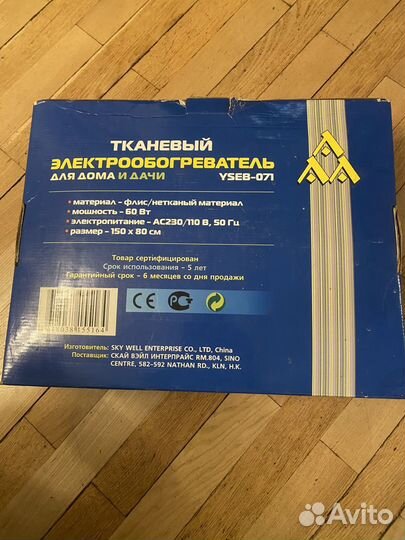 ТКАНЕВЫЙ
ЭЛЕКТРООБОГРЕВАТЕЛЬ
ДЛЯ ДОМА И ДАЧИ YSEB-071
• материал – флис/нетканый материал
• мощность – 60 Вт
• электропитание – AC230/110 В, 50 Гц
• размер – 150 x 80 см
Товар сертифицирован
Срок использования – 5 лет
Гарантийный срок – 6 месяцев со дня продажи
CE
Изготовитель: SKY WELL ENTERPRISE CO., LTD, China
Поставщик: СКАЙ ВЭЙЛ ИНТЕРПРАЙС RM.804, SINO
CENTRE, 582-592 NATHAN RD., KLN, H.K.
Avito